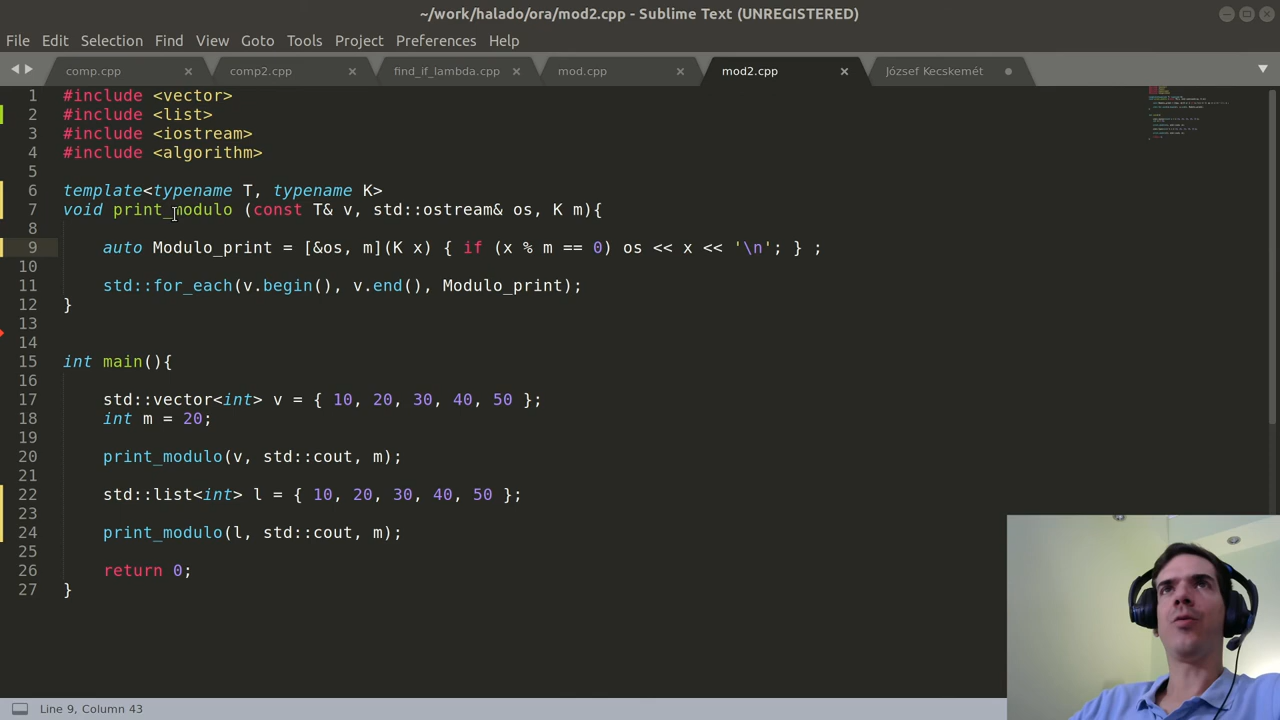 ~/work/halado/ora/mod2.cpp - Sublime Text (UNREGISTERED)
File Edit Selection Find View Goto Tools Project Preferences Help
comp.cpp comp2.cpp find_if_lambda.cpp mod.cpp mod2.cpp József Kecskemét
1 #include <vector>
2 #include <list>
3 #include <iostream>
4 #include <algorithm>
5
6 template<typename T, typename K>
7 void print_modulo (const T& v, std::ostream& os, K m){
8
9 auto Modulo_print = [&os, m](K x) { if (x % m == 0) os << x << '\n'; } ;
10
11 std::for_each(v.begin(), v.end(), Modulo_print);
12 }
13
14
15 int main(){
16
17 std::vector<int> v = { 10, 20, 30, 40, 50 };
18 int m = 20;
19
20 print_modulo(v, std::cout, m);
21
22 std::list<int> l = { 10, 20, 30, 40, 50 };
23
24 print_modulo(l, std::cout, m);
25
26 return 0;
27 }
Line 9, Column 43